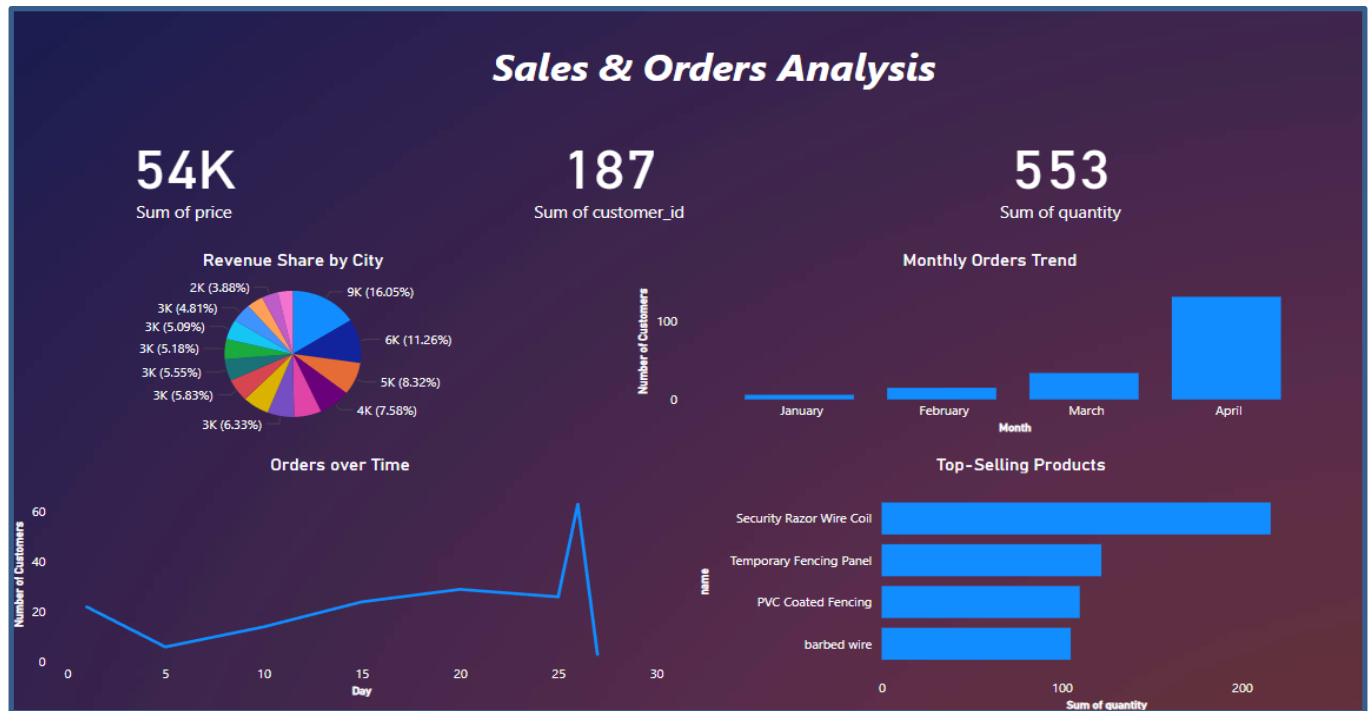 Sales & Orders Analysis
54K
Sum of price
187
Sum of customer_id
553
Sum of quantity
Revenue Share by City
2K (3.88%)
3K (4.81%)
3K (5.09%)
3K (5.18%)
3K (5.55%)
3K (5.83%)
3K (6.33%)
9K (16.05%)
6K (11.26%)
5K (8.32%)
4K (7.58%)
Monthly Orders Trend
Number of Customers
100
0
January February March April
Month
Orders over Time
Number of Customers
60
40
20
0
0 5 10 15 20 25 30
Day
Top-Selling Products
name
Security Razor Wire Coil
Temporary Fencing Panel
PVC Coated Fencing
barbed wire
0 100 200
Sum of quantity